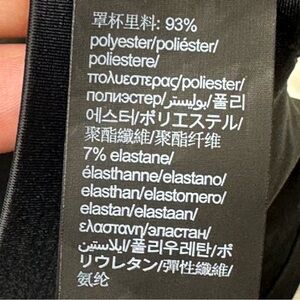 罩杯里料: 93%
polyester/poliéster/
poliestere/
πολυεστερας/poliester/
полиэстер/بوليستر/폴리
에스터/ポリエステル/
聚酯纖維/聚酯纤维
7% elastane/
élasthanne/elastano/
elasthan/elastomero/
elastan/elastaan/
ελαστανη/эластан/
ايلاستين/폴리우레탄/ポ
リウレタン/彈性纖維/
氨纶